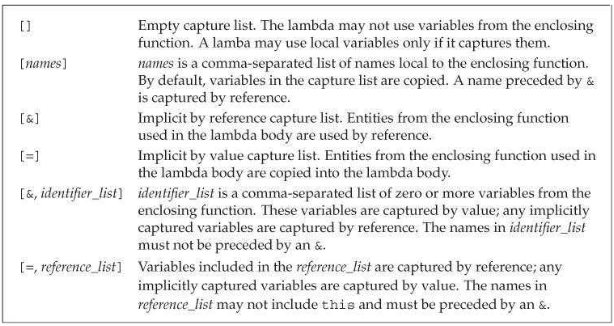 [] Empty capture list. The lambda may not use variables from the enclosing
function. A lamba may use local variables only if it captures them.
[names] names is a comma-separated list of names local to the enclosing function.
By default, variables in the capture list are copied. A name preceded by &
is captured by reference.
[&] Implicit by reference capture list. Entities from the enclosing function
used in the lambda body are used by reference.
[=] Implicit by value capture list. Entities from the enclosing function used in
the lambda body are copied into the lambda body.
[&, identifier_list] identifier_list is a comma-separated list of zero or more variables from the
enclosing function. These variables are captured by value; any implicitly
captured variables are captured by reference. The names in identifier_list
must not be preceded by an &.
[=, reference_list] Variables included in the reference_list are captured by reference; any
implicitly captured variables are captured by value. The names in
reference_list may not include this and must be preceded by an &.